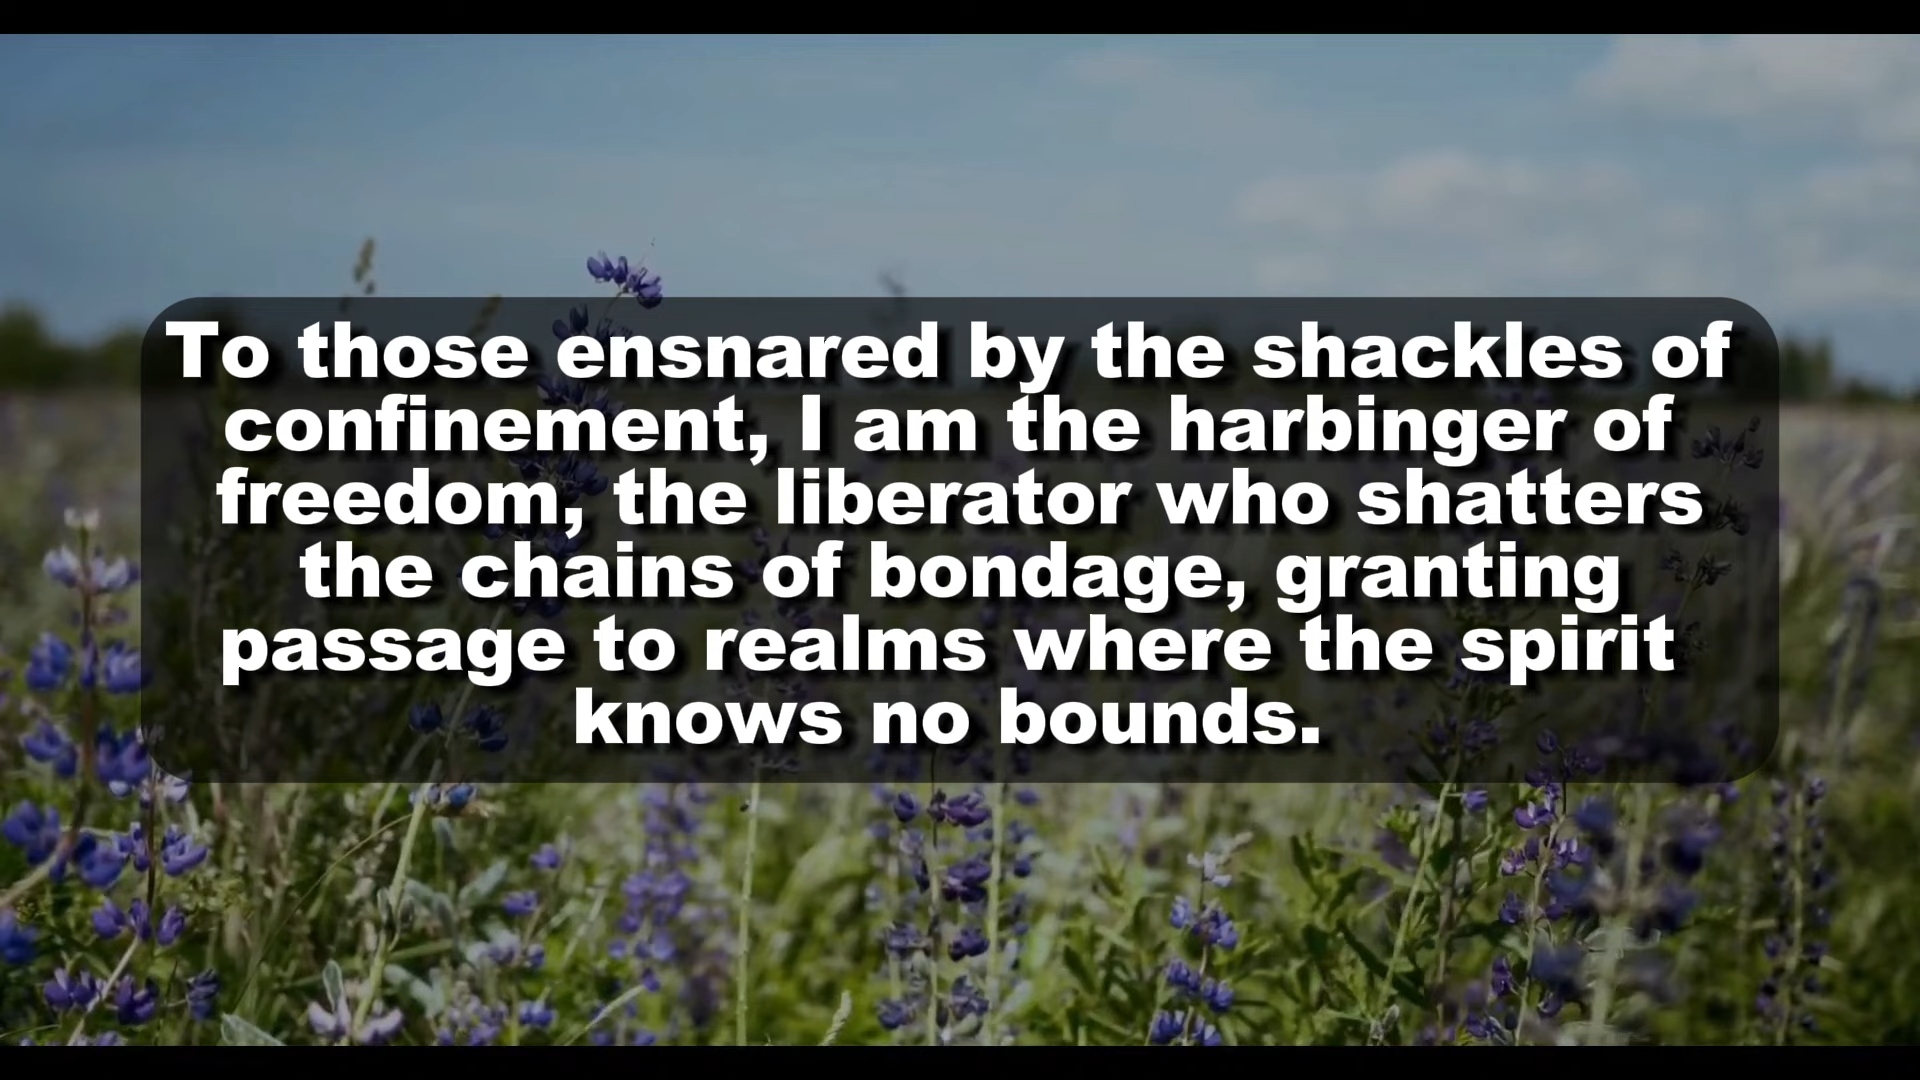 To those ensnared by the shackles of
confinement, I am the harbinger of
freedom, the liberator who shatters
the chains of bondage, granting
passage to realms where the spirit
knows no bounds.